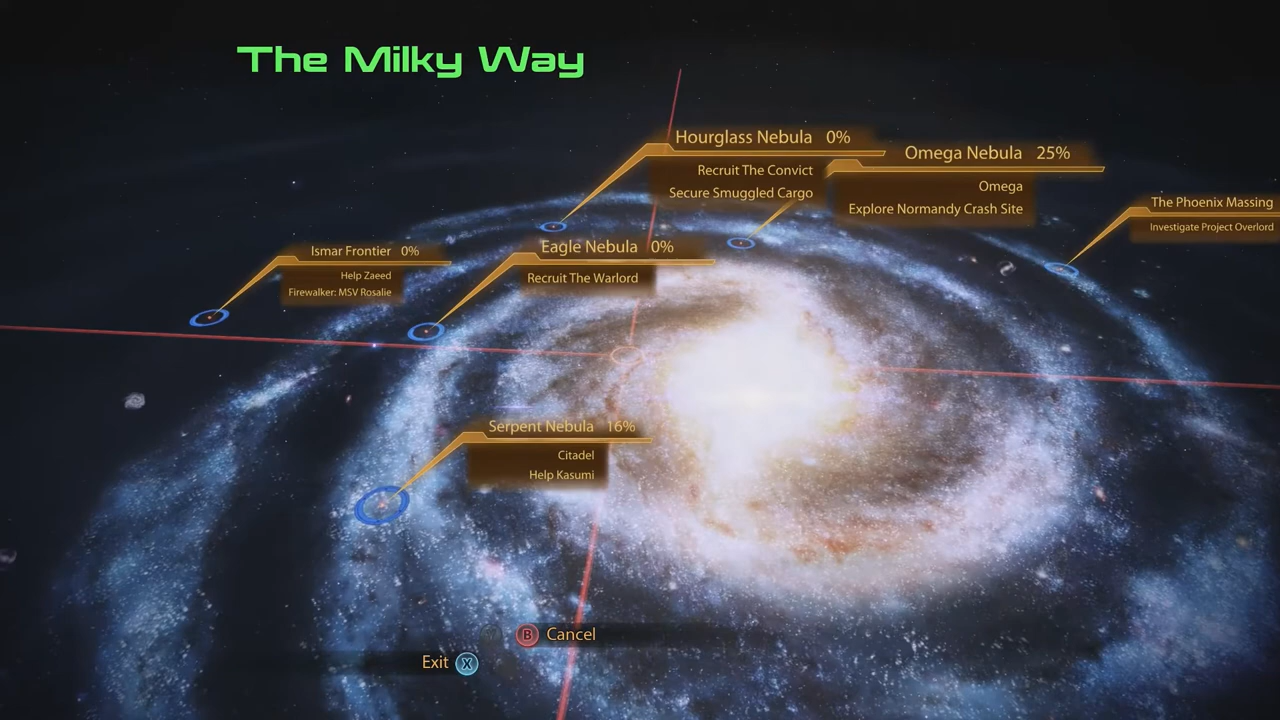 The Milky Way
Hourglass Nebula 0%
Recruit The Convict
Secure Smuggled Cargo
Omega Nebula 25%
Omega
Explore Normandy Crash Site
The Phoenix Massing
Investigate Project Overlord
Ismar Frontier 0%
Help Zaeed
Firewalker: MSV Rosalie
Eagle Nebula 0%
Recruit The Warlord
Serpent Nebula 16%
Citadel
Help Kasumi
B Cancel
Exit X